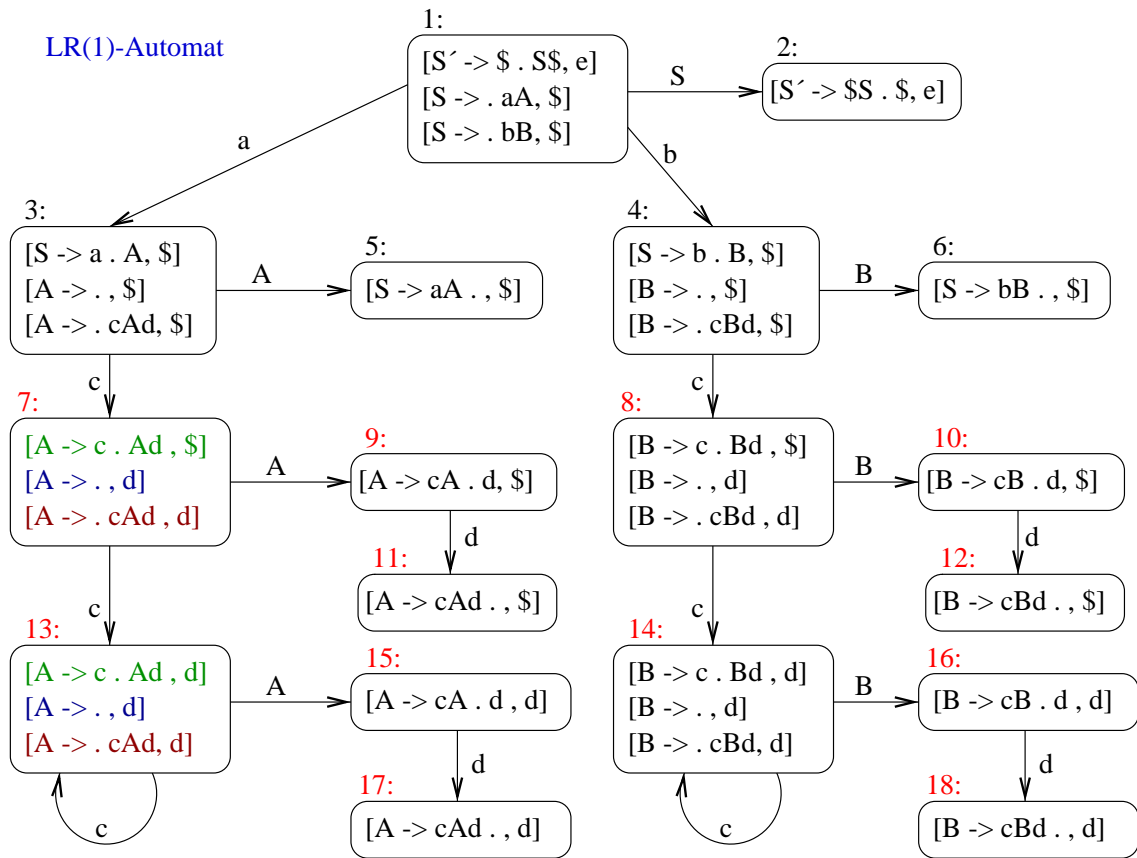 LR(1)-Automat
1:
[S´ -> $ . S$, e]
[S -> . aA, $]
[S -> . bB, $]
S
2:
[S´ -> $S . $, e]
a
b
3:
[S -> a . A, $]
[A -> . , $]
[A -> . cAd, $]
A
5:
[S -> aA . , $]
4:
[S -> b . B, $]
[B -> . , $]
[B -> . cBd, $]
B
6:
[S -> bB . , $]
c
c
7:
[A -> c . Ad , $]
[A -> . , d]
[A -> . cAd , d]
A
9:
[A -> cA . d, $]
d
11:
[A -> cAd . , $]
8:
[B -> c . Bd , $]
[B -> . , d]
[B -> . cBd , d]
B
10:
[B -> cB . d, $]
d
12:
[B -> cBd . , $]
c
c
13:
[A -> c . Ad , d]
[A -> . , d]
[A -> . cAd, d]
A
15:
[A -> cA . d , d]
d
17:
[A -> cAd . , d]
c
14:
[B -> c . Bd , d]
[B -> . , d]
[B -> . cBd, d]
B
16:
[B -> cB . d , d]
d
18:
[B -> cBd . , d]
c